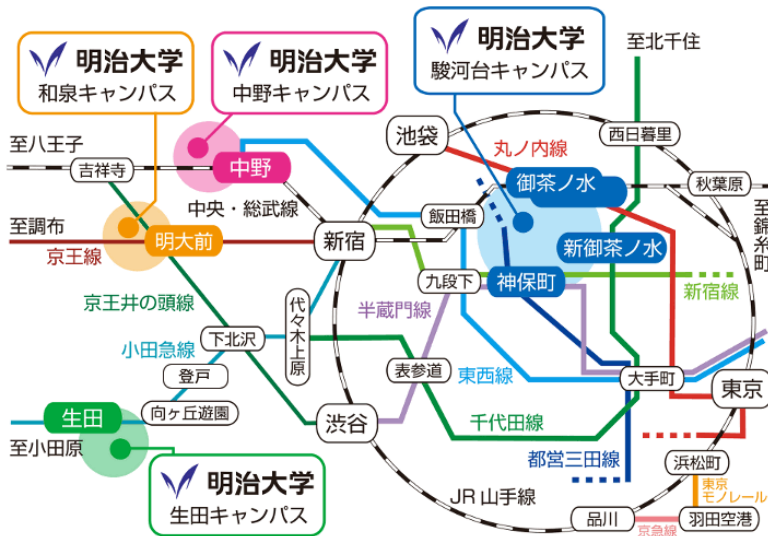 明治大学
和泉キャンパス
明治大学
中野キャンパス
明治大学
駿河台キャンパス
至北千住
至八王子
吉祥寺
中野
池袋
丸ノ内線
西日暮里
御茶ノ水
秋葉原
中央・総武線
飯田橋
至錦糸町
至調布
明大前
新宿
新御茶ノ水
京王線
九段下
神保町
新宿線
京王井の頭線
半蔵門線
代々木上原
小田急線
下北沢
登戸
表参道
東西線
大手町
東京
生田
向ヶ丘遊園
渋谷
千代田線
至小田原
都営三田線
浜松町
明治大学
生田キャンパス
JR山手線
東京
モノレール
品川
京急線
羽田空港